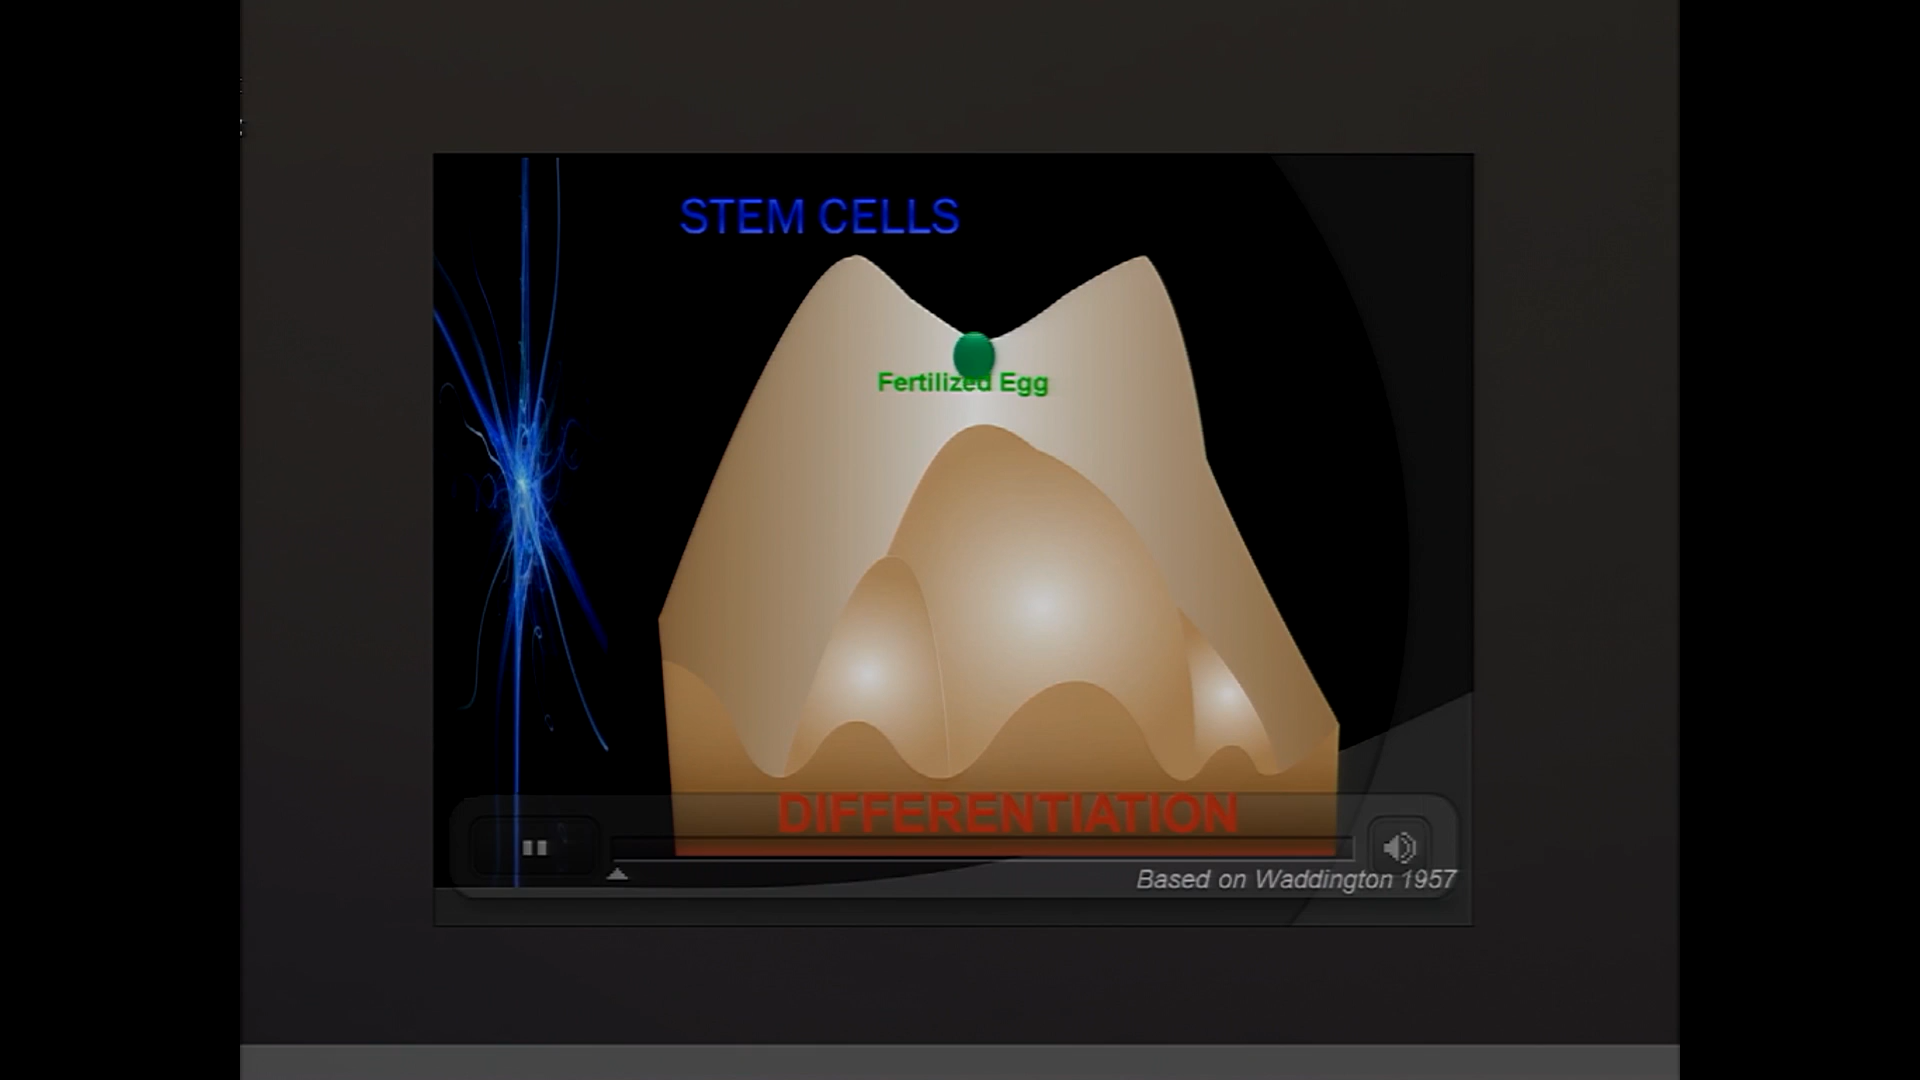 STEM CELLS
Fertilized Egg
DIFFERENTIATION
Based on Waddington 1957